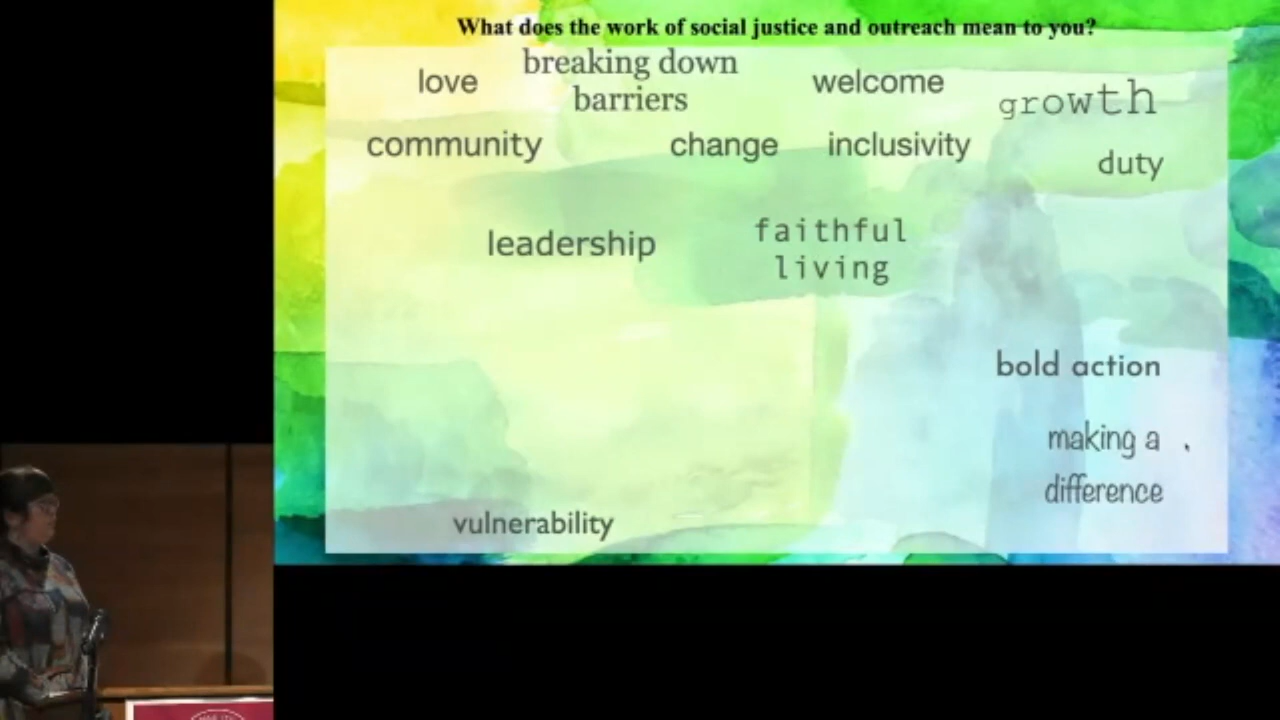 What does the work of social justice and outreach mean to you?
love
breaking down
barriers
welcome
growth
community
change
inclusivity
duty
leadership
faithful
living
bold action
making a
difference
vulnerability